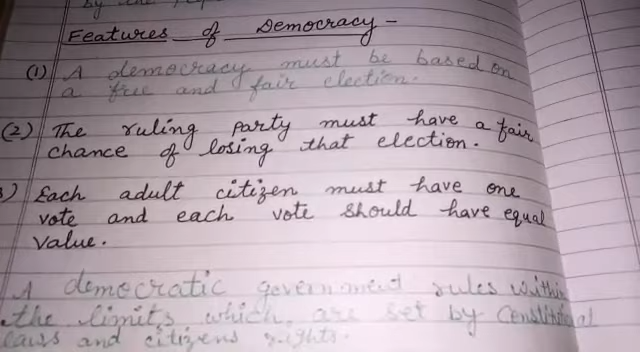 by the
Features of Democracy -
(1) A democracy must be based on
a free and fair election.
(2) The ruling party must have a fair
chance of losing that election.
) Each adult citizen must have one
vote and each vote should have equal
value.
A democratic government rules within
the limits which are set by
laws and citizens rights.